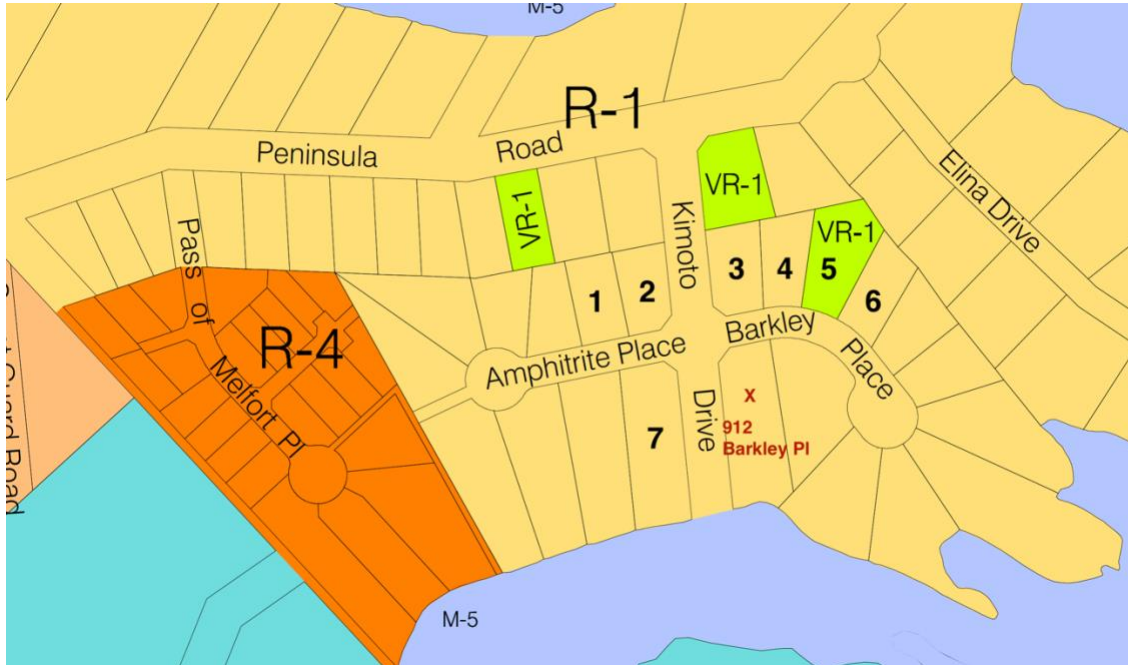 M-5
R-1
Peninsula
Road
VR-1
VR-1
Elina Drive
Kimoto
VR-1
Pass of
Melfort Pl
R-4
1
2
3
4
5
6
Barkley
Place
Amphitrite Place
7
Drive
X
912
Barkley Pl
Guard Road
M-5